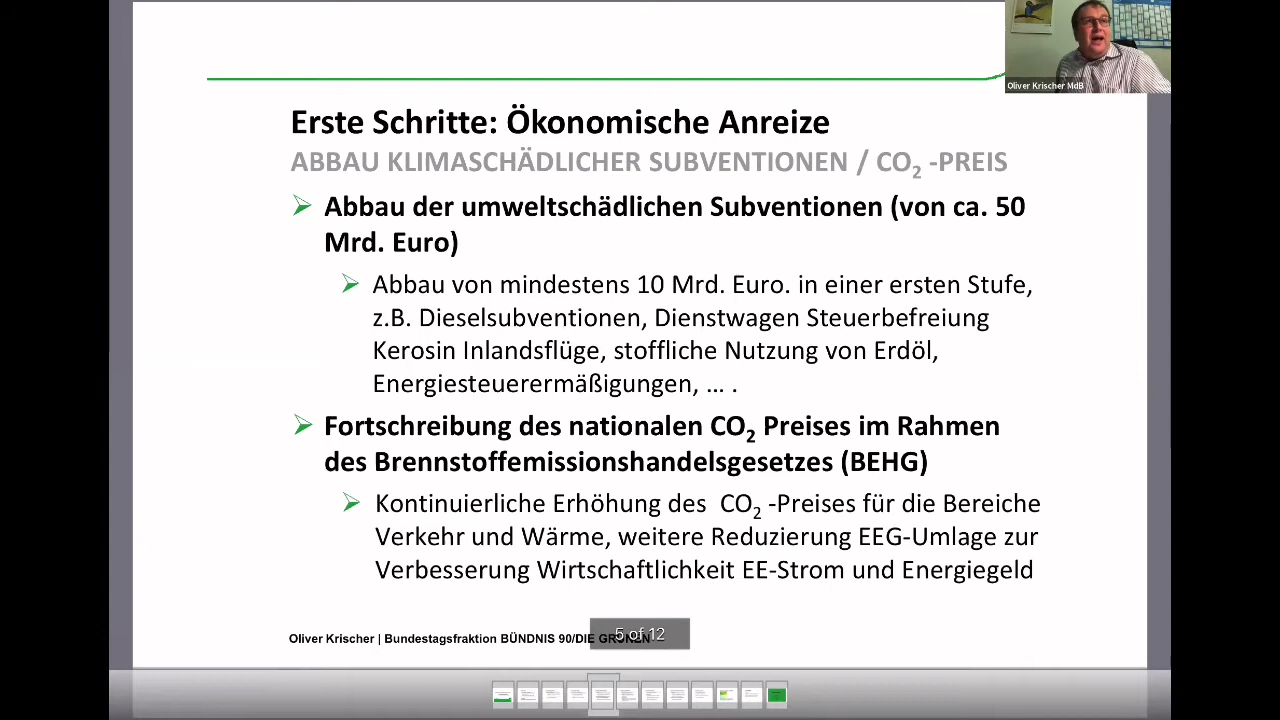 Oliver Krischer MdB
Erste Schritte: Ökonomische Anreize
ABBAU KLIMASCHÄDLICHER SUBVENTIONEN / CO₂ -PREIS
Abbau der umweltschädlichen Subventionen (von ca. 50
Mrd. Euro)
Abbau von mindestens 10 Mrd. Euro. in einer ersten Stufe,
z.B. Dieselsubventionen, Dienstwagen Steuerbefreiung
Kerosin Inlandsflüge, stoffliche Nutzung von Erdöl,
Energiesteuerermäßigungen, ... .
Fortschreibung des nationalen CO₂ Preises im Rahmen
des Brennstoffemissionshandelsgesetzes (BEHG)
Kontinuierliche Erhöhung des CO₂ -Preises für die Bereiche
Verkehr und Wärme, weitere Reduzierung EEG-Umlage zur
Verbesserung Wirtschaftlichkeit EE-Strom und Energiegeld
Oliver Krischer | Bundestagsfraktion BÜNDNIS 90/DIE GRÜNEN
5 of 12